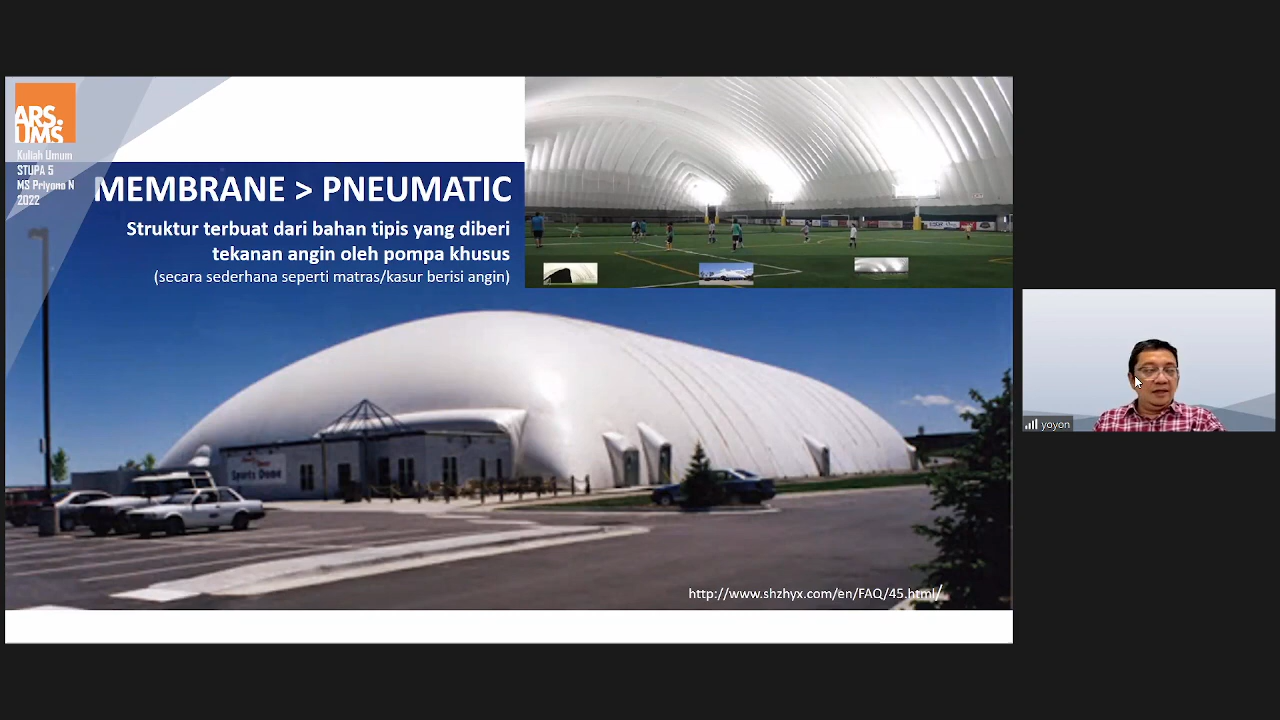 ARS.
UMS
Kuliah Umum
STUPA 5
MS Priyono N
2022
MEMBRANE > PNEUMATIC
Struktur terbuat dari bahan tipis yang diberi
tekanan angin oleh pompa khusus
(secara sederhana seperti matras/kasur berisi angin)
Sports Dome
http://www.shzhyx.com/en/FAQ/45.html/
yoyon